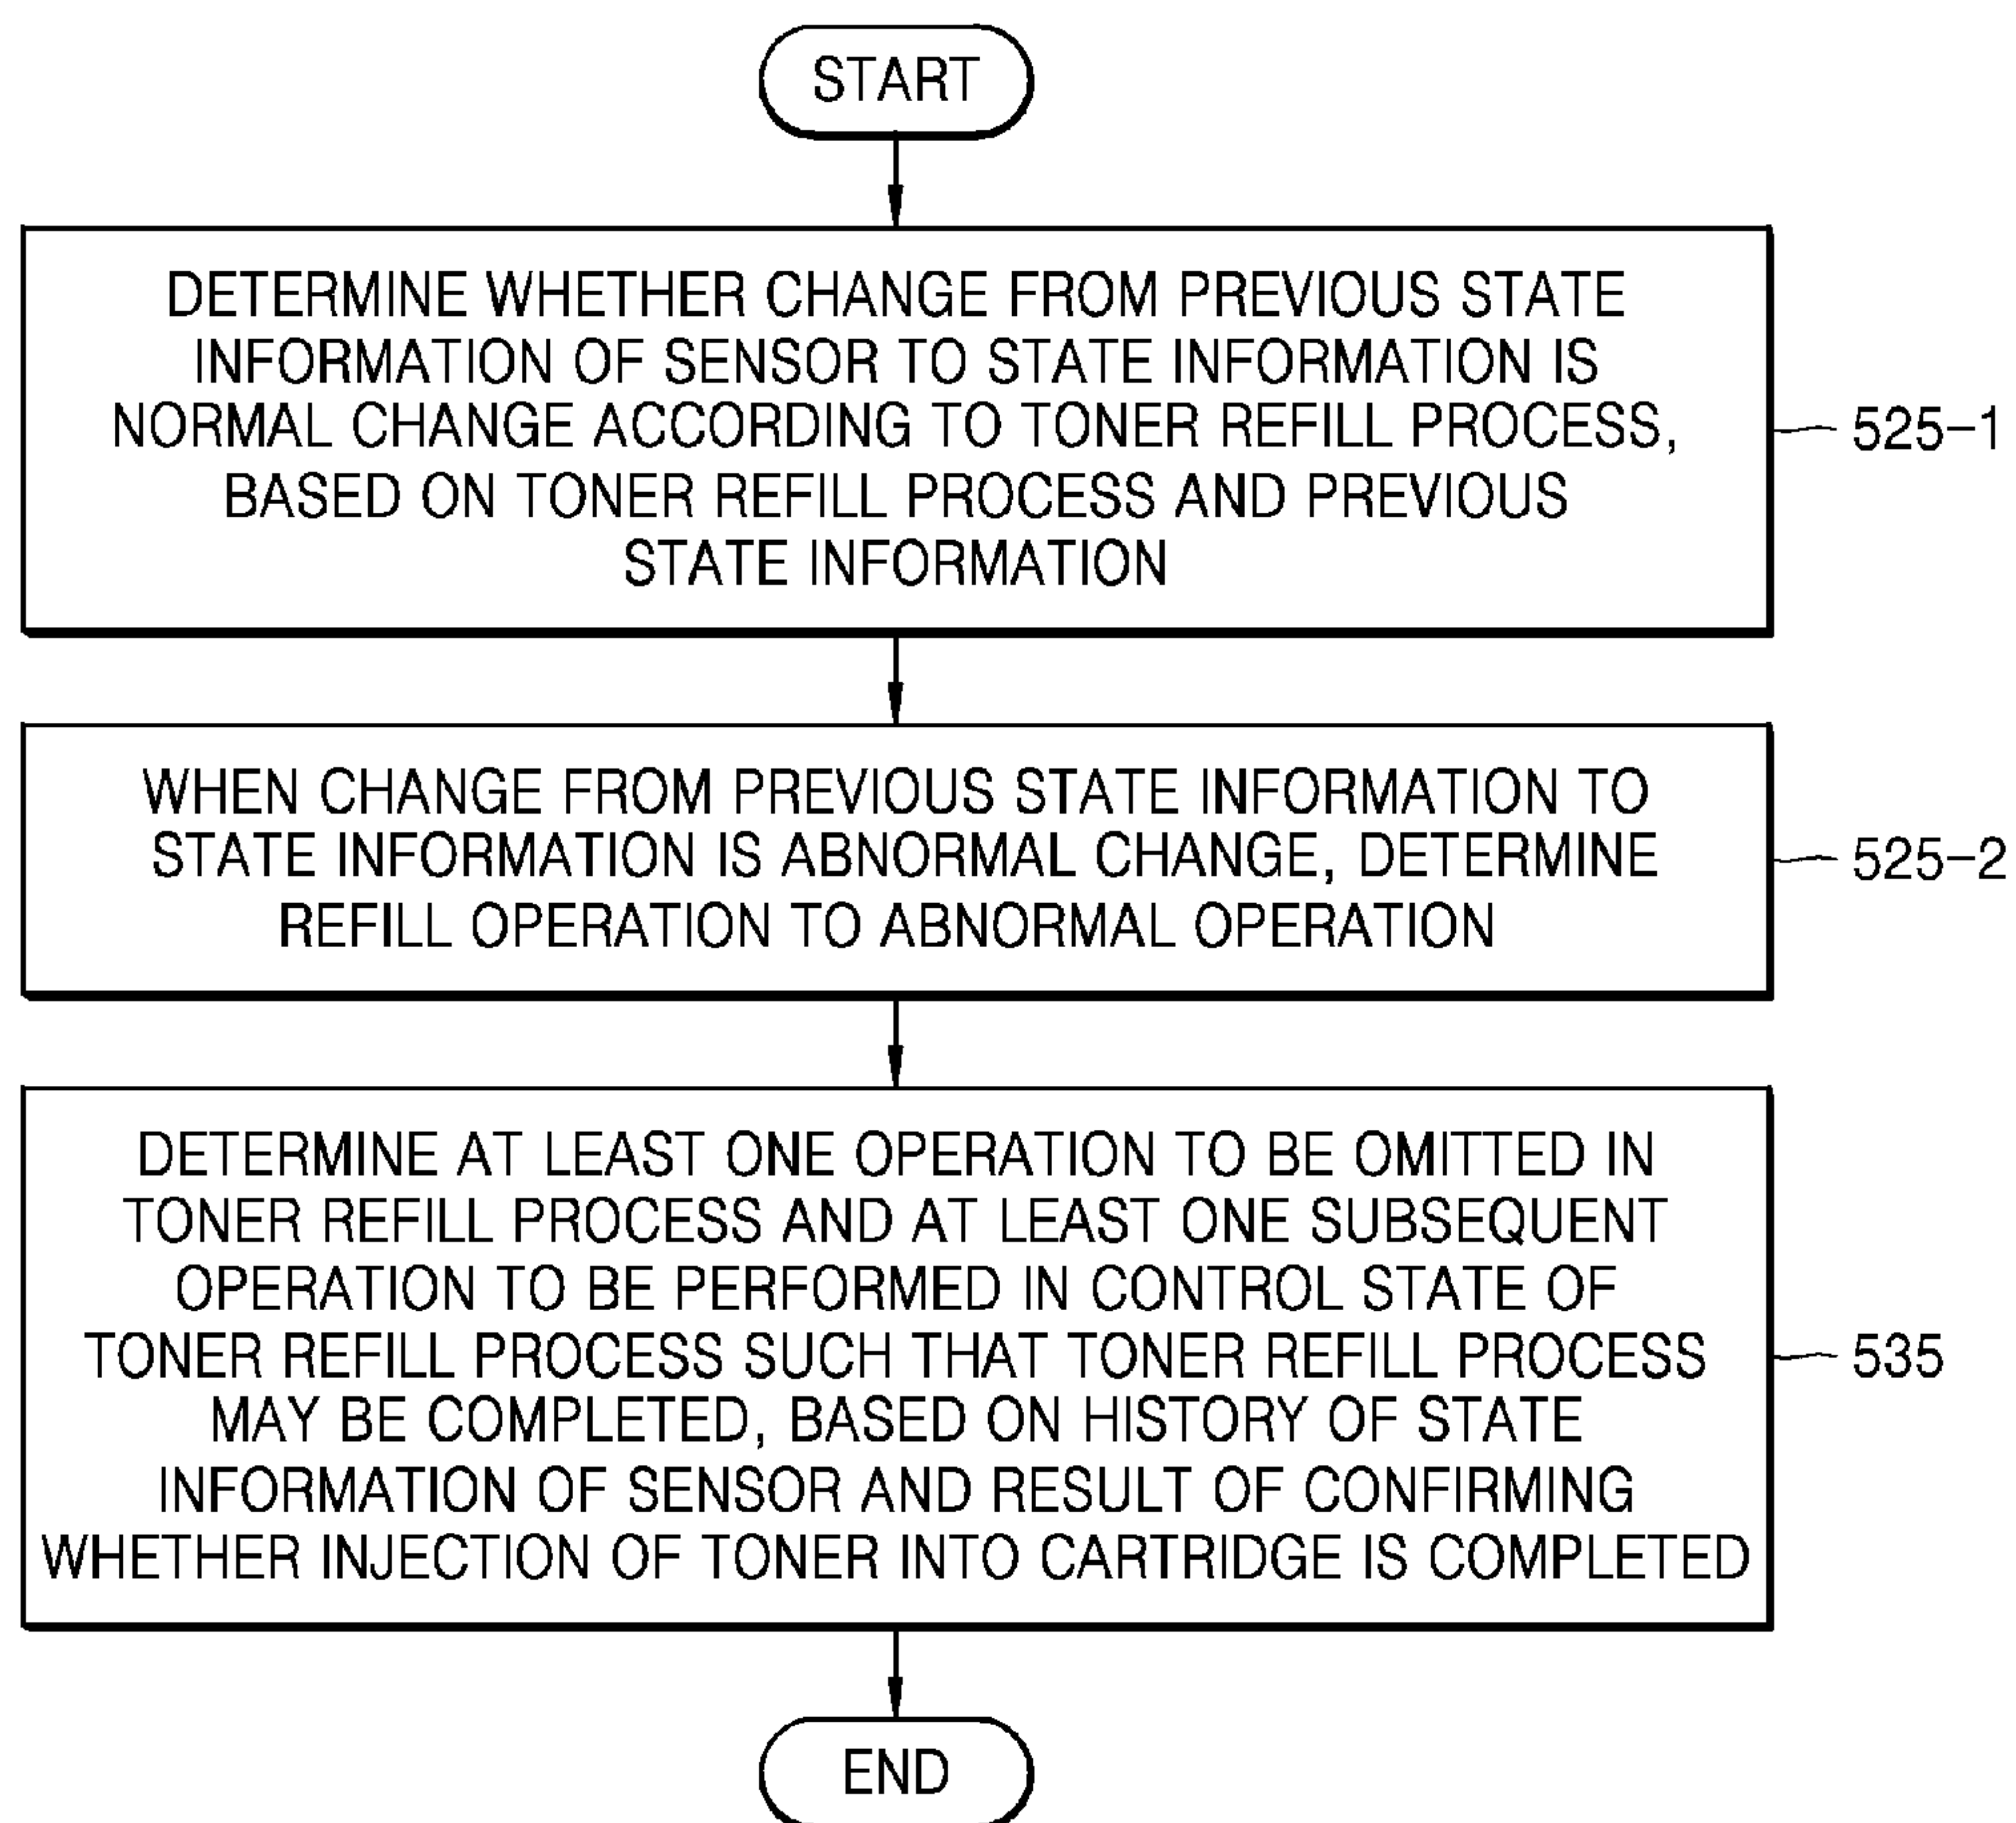 START
DETERMINE WHETHER CHANGE FROM PREVIOUS STATE
INFORMATION OF SENSOR TO STATE INFORMATION IS
NORMAL CHANGE ACCORDING TO TONER REFILL PROCESS,
BASED ON TONER REFILL PROCESS AND PREVIOUS
STATE INFORMATION
525-1
WHEN CHANGE FROM PREVIOUS STATE INFORMATION TO
STATE INFORMATION IS ABNORMAL CHANGE, DETERMINE
REFILL OPERATION TO ABNORMAL OPERATION
525-2
DETERMINE AT LEAST ONE OPERATION TO BE OMITTED IN
TONER REFILL PROCESS AND AT LEAST ONE SUBSEQUENT
OPERATION TO BE PERFORMED IN CONTROL STATE OF
TONER REFILL PROCESS SUCH THAT TONER REFILL PROCESS
MAY BE COMPLETED, BASED ON HISTORY OF STATE
INFORMATION OF SENSOR AND RESULT OF CONFIRMING
WHETHER INJECTION OF TONER INTO CARTRIDGE IS COMPLETED
535
END